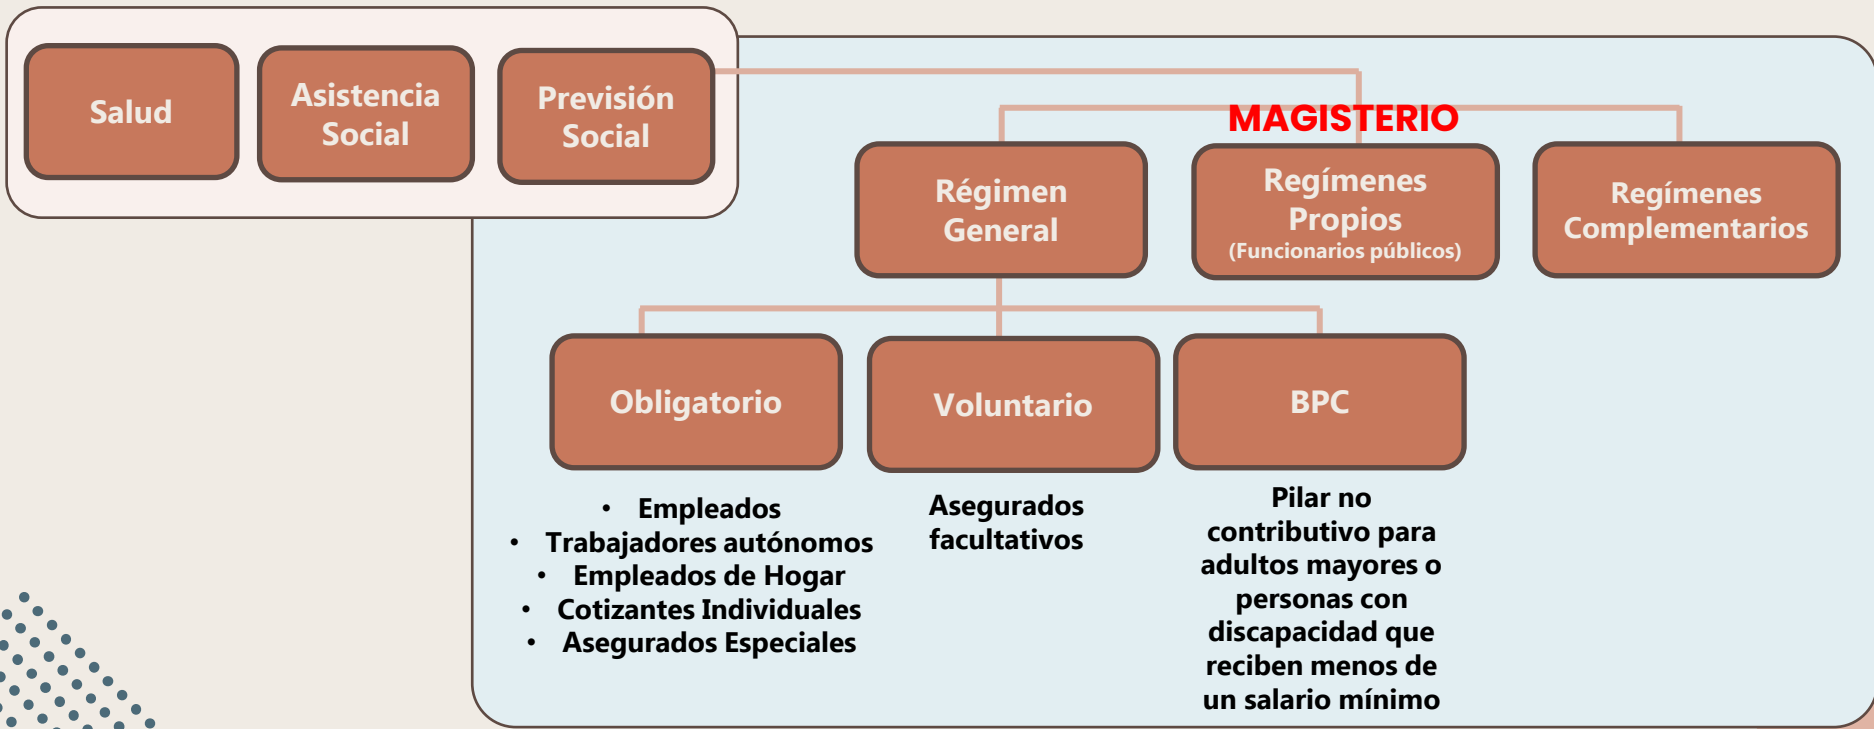 Salud
Asistencia
Social
Previsión
Social
MAGISTERIO
Régimen
General
Regímenes
Propios
(Funcionarios públicos)
Regímenes
Complementarios
Obligatorio
Voluntario
BPC
• Empleados
• Trabajadores autónomos
• Empleados de Hogar
• Cotizantes Individuales
• Asegurados Especiales
Asegurados
facultativos
Pilar no
contributivo para
adultos mayores o
personas con
discapacidad que
reciben menos de
un salario mínimo